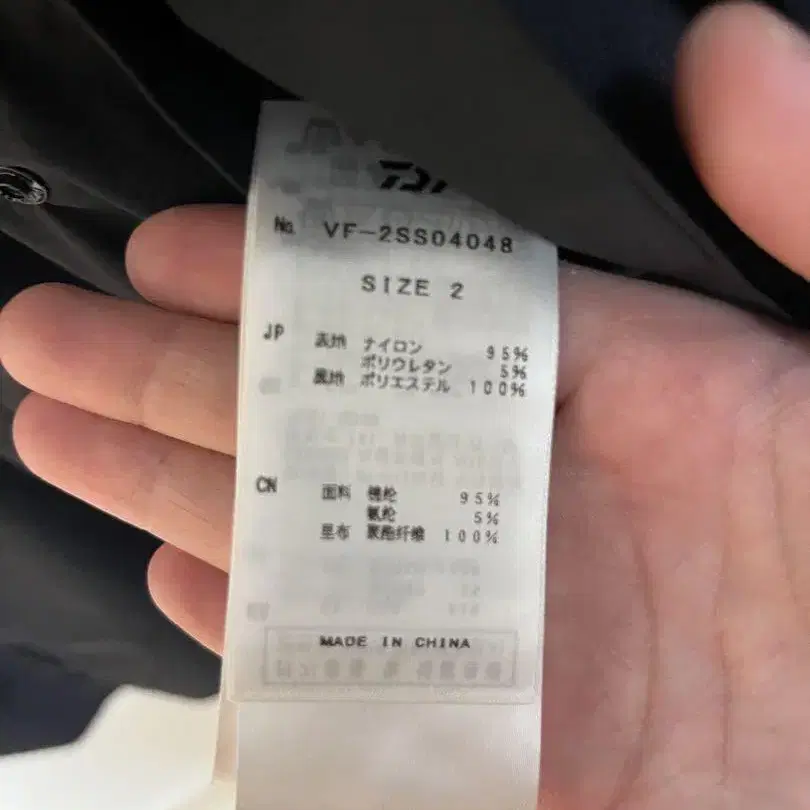 No. VF-2SS04048
SIZE 2
JP 表地 ナイロン 95%
ポリウレタン 5%
裏地 ポリエステル 100%
CN 面料 锦纶 95%
氨纶 5%
里布 聚酯纤维 100%
MADE IN CHINA